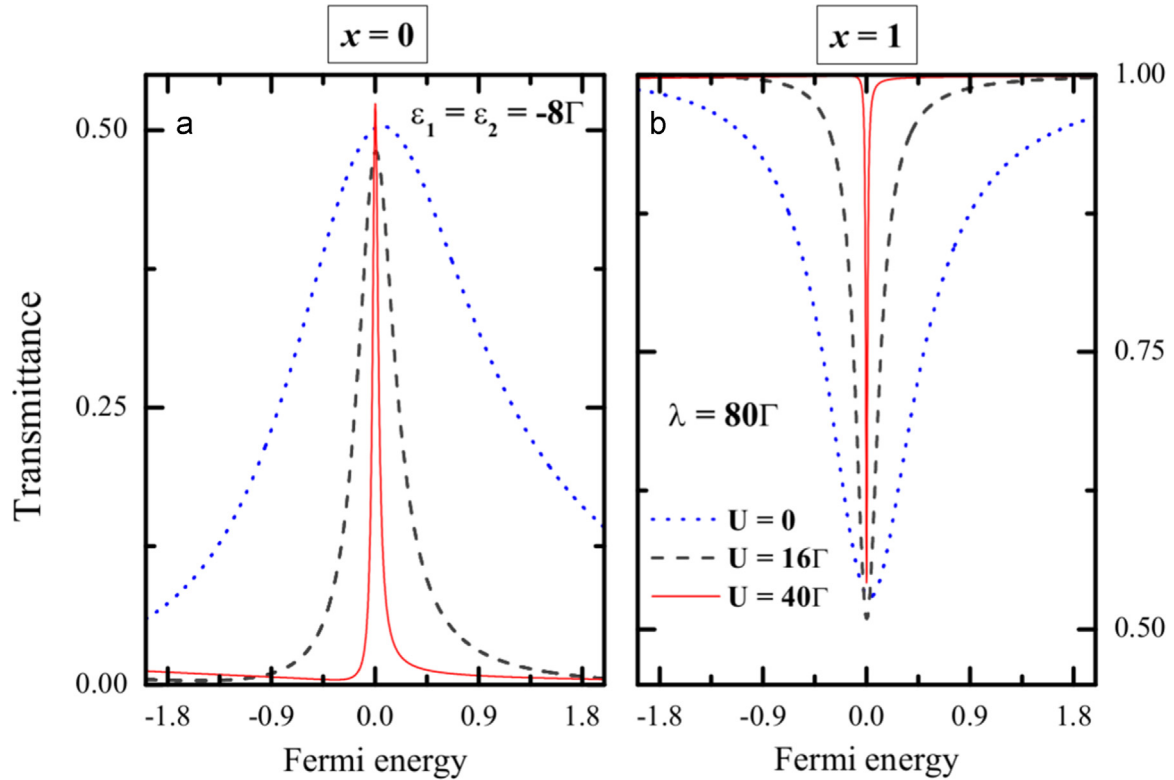 x = 0
x = 1
a
ε₁ = ε₂ = -8Γ
b
1.00
0.50
0.75
0.25
λ = 80Γ
U = 0
U = 16Γ
U = 40Γ
0.50
0.00
Transmittance
-1.8 -0.9 0.0 0.9 1.8
-1.8 -0.9 0.0 0.9 1.8
Fermi energy
Fermi energy